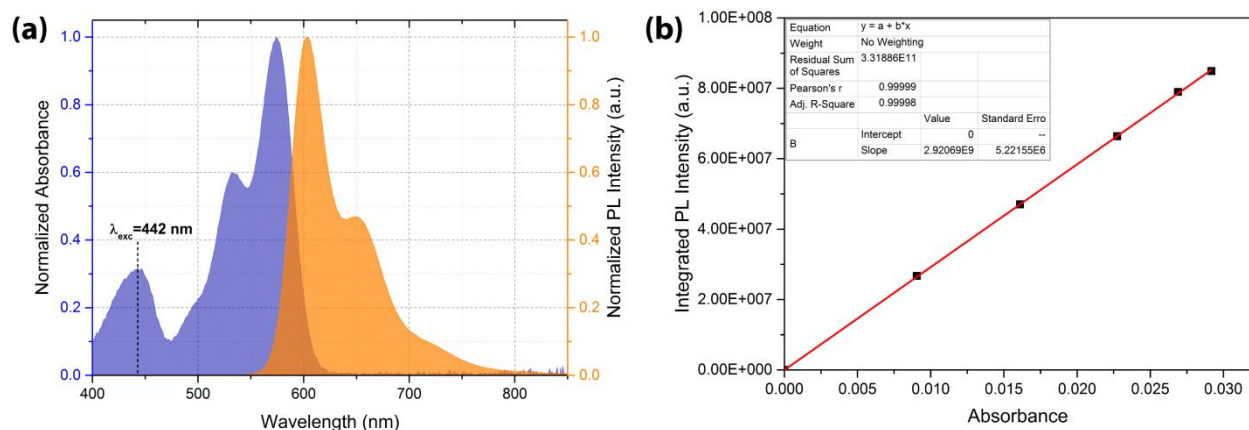 (a)
Normalized Absorbance
1.0
0.8
0.6
0.4
0.2
0.0
λexc=442 nm
400 500 600 700 800
Wavelength (nm)
1.0
0.8
0.6
0.4
0.2
0.0
Normalized PL Intensity (a.u.)
(b)
Integrated PL Intensity (a.u.)
1.00E+008
8.00E+007
6.00E+007
4.00E+007
2.00E+007
0.00E+000
Equation y = a + b*x
Weight No Weighting
Residual Sum
of Squares 3.31886E11
Pearson's r 0.99999
Adj. R-Square 0.99998
Value Standard Erro
B
Intercept 0 --
Slope 2.92069E9 5.22155E6
0.000 0.005 0.010 0.015 0.020 0.025 0.030
Absorbance